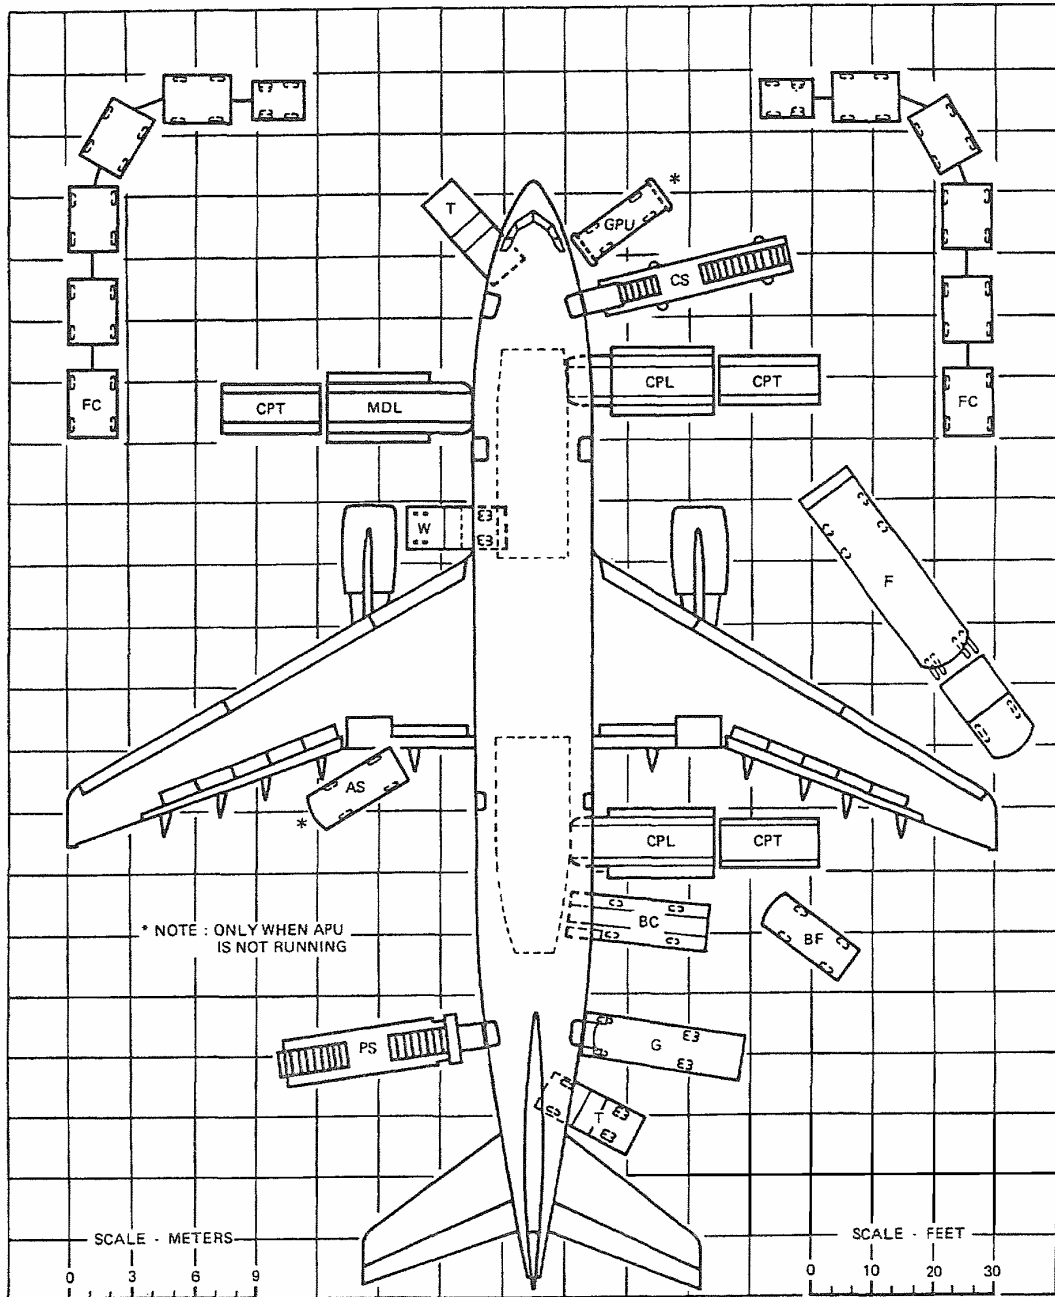 T
GPU
*
CS
FC
CPT
MDL
CPL
CPT
FC
W
F
AS
*
CPL
CPT
* NOTE : ONLY WHEN APU
IS NOT RUNNING
BC
BF
PS
G
T
SCALE - METERS
SCALE - FEET
0 3 6 9
0 10 20 30